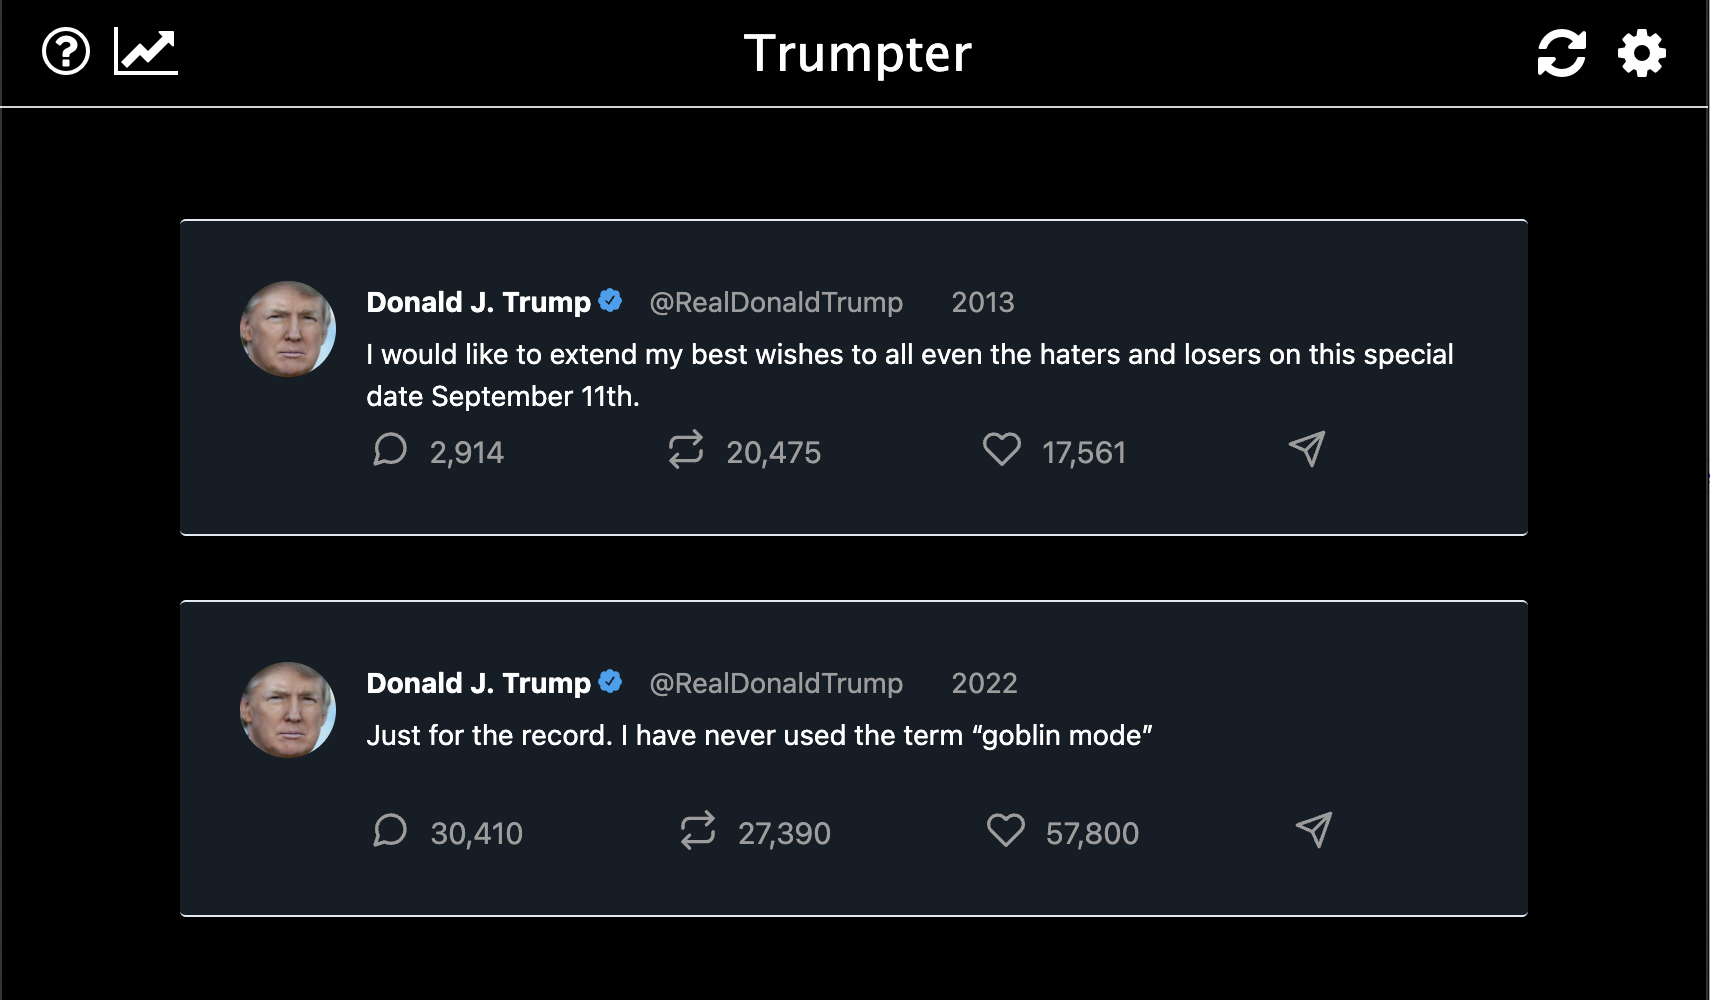 Trumpter
Donald J. Trump @RealDonaldTrump 2013
I would like to extend my best wishes to all even the haters and losers on this special
date September 11th.
2,914 20,475 17,561
Donald J. Trump @RealDonaldTrump 2022
Just for the record. I have never used the term “goblin mode”
30,410 27,390 57,800